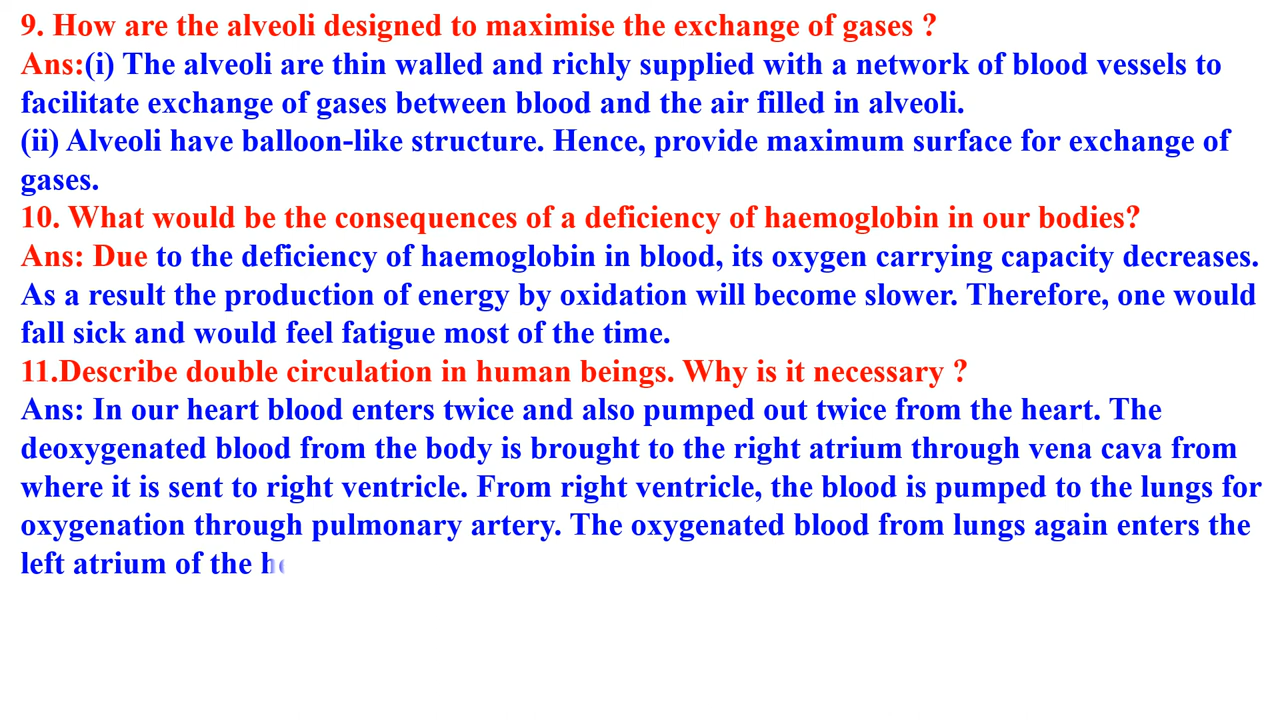 9. How are the alveoli designed to maximise the exchange of gases ?
Ans:(i) The alveoli are thin walled and richly supplied with a network of blood vessels to
facilitate exchange of gases between blood and the air filled in alveoli.
(ii) Alveoli have balloon-like structure. Hence, provide maximum surface for exchange of
gases.
10. What would be the consequences of a deficiency of haemoglobin in our bodies?
Ans: Due to the deficiency of haemoglobin in blood, its oxygen carrying capacity decreases.
As a result the production of energy by oxidation will become slower. Therefore, one would
fall sick and would feel fatigue most of the time.
11.Describe double circulation in human beings. Why is it necessary ?
Ans: In our heart blood enters twice and also pumped out twice from the heart. The
deoxygenated blood from the body is brought to the right atrium through vena cava from
where it is sent to right ventricle. From right ventricle, the blood is pumped to the lungs for
oxygenation through pulmonary artery. The oxygenated blood from lungs again enters the
left atrium of the